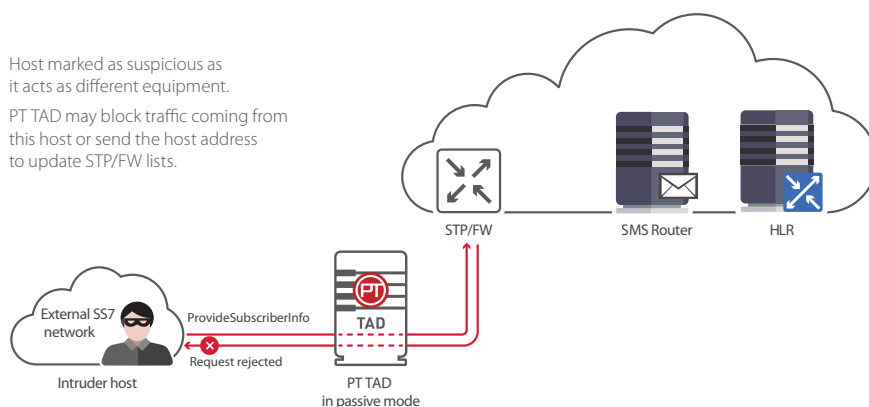 Host marked as suspicious as
it acts as different equipment.
PT TAD may block traffic coming from
this host or send the host address
to update STP/FW lists.
STP/FW
SMS Router
HLR
External SS7
network
ProvideSubscriberInfo
PT
TAD
Request rejected
Intruder host
PT TAD
in passive mode